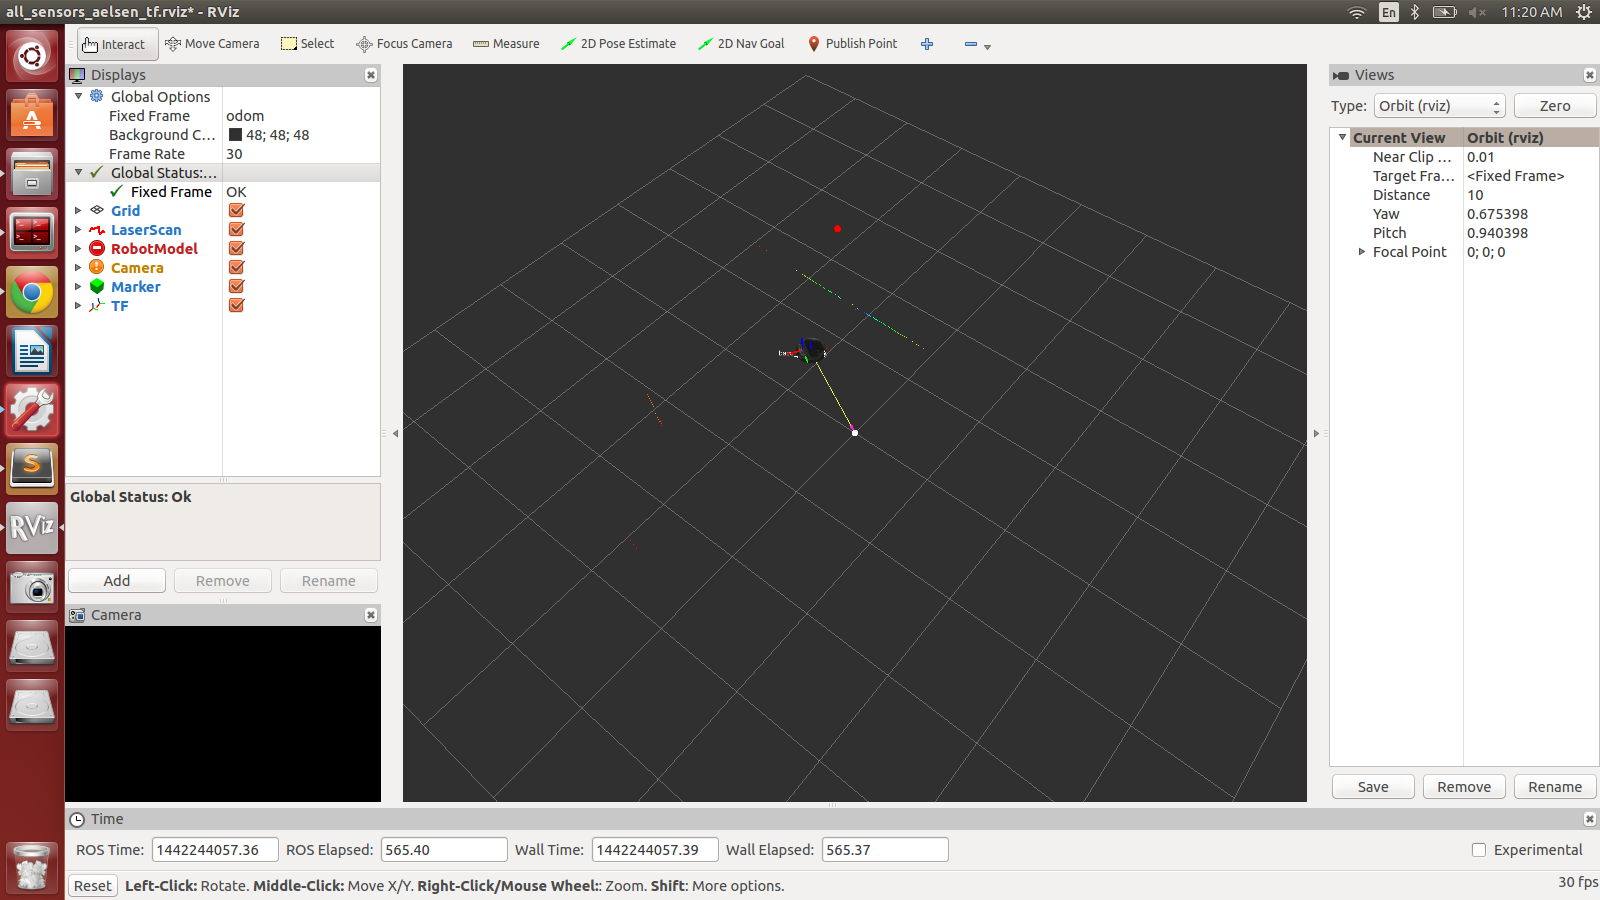 all_sensors_aelsen_tf.rviz* - RViz
En
11:20 AM
Interact
Move Camera
Select
Focus Camera
Measure
2D Pose Estimate
2D Nav Goal
Publish Point
Displays
Global Options
Fixed Frame odom
Background C... 48; 48; 48
Frame Rate 30
Global Status:...
Fixed Frame OK
Grid
LaserScan
RobotModel
Camera
Marker
TF
Global Status: Ok
Add Remove Rename
Camera
Views
Type: Orbit (rviz) Zero
Current View Orbit (rviz)
Near Clip ... 0.01
Target Fra... <Fixed Frame>
Distance 10
Yaw 0.675398
Pitch 0.940398
Focal Point 0; 0; 0
Save Remove Rename
Time
ROS Time: 1442244057.36 ROS Elapsed: 565.40 Wall Time: 1442244057.39 Wall Elapsed: 565.37 Experimental
Reset Left-Click: Rotate. Middle-Click: Move X/Y. Right-Click/Mouse Wheel:: Zoom. Shift: More options. 30 fps
A
S
RViz